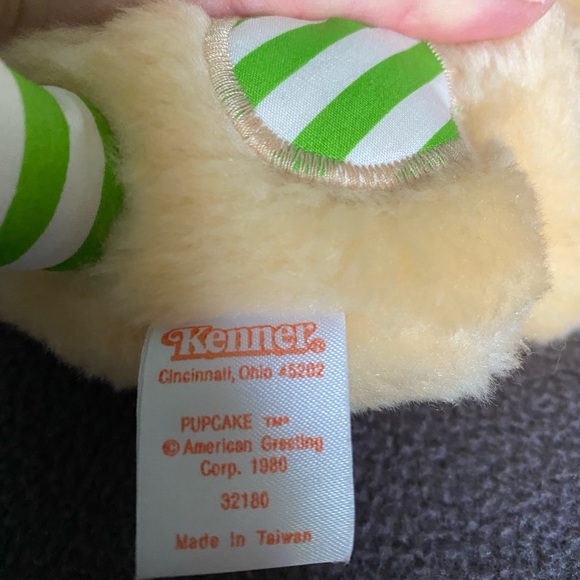 Kenner®
Cincinnati, Ohio 45202
PUPCAKE ™
© American Greeting
Corp. 1980
32180
Made in Taiwan